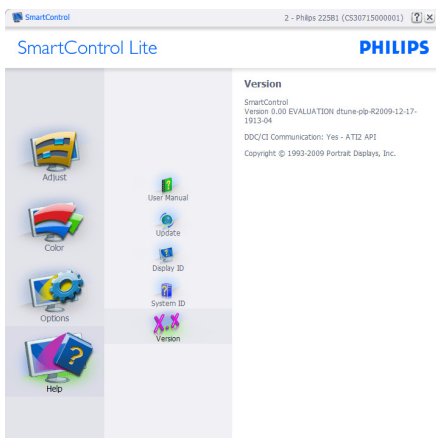 SmartControl
2 - Philips 225B1 (CS30715000001)
? X
SmartControl Lite
PHILIPS
Version
SmartControl
Version 0.00 EVALUATION dtune-plp-R2009-12-17-
1913-04
DDC/CI Communication: Yes - ATI2 API
Copyright © 1993-2009 Portrait Displays, Inc.
Adjust
Color
Options
?
Help
?
User Manual
Update
Display ID
?
System ID
X.X
Version